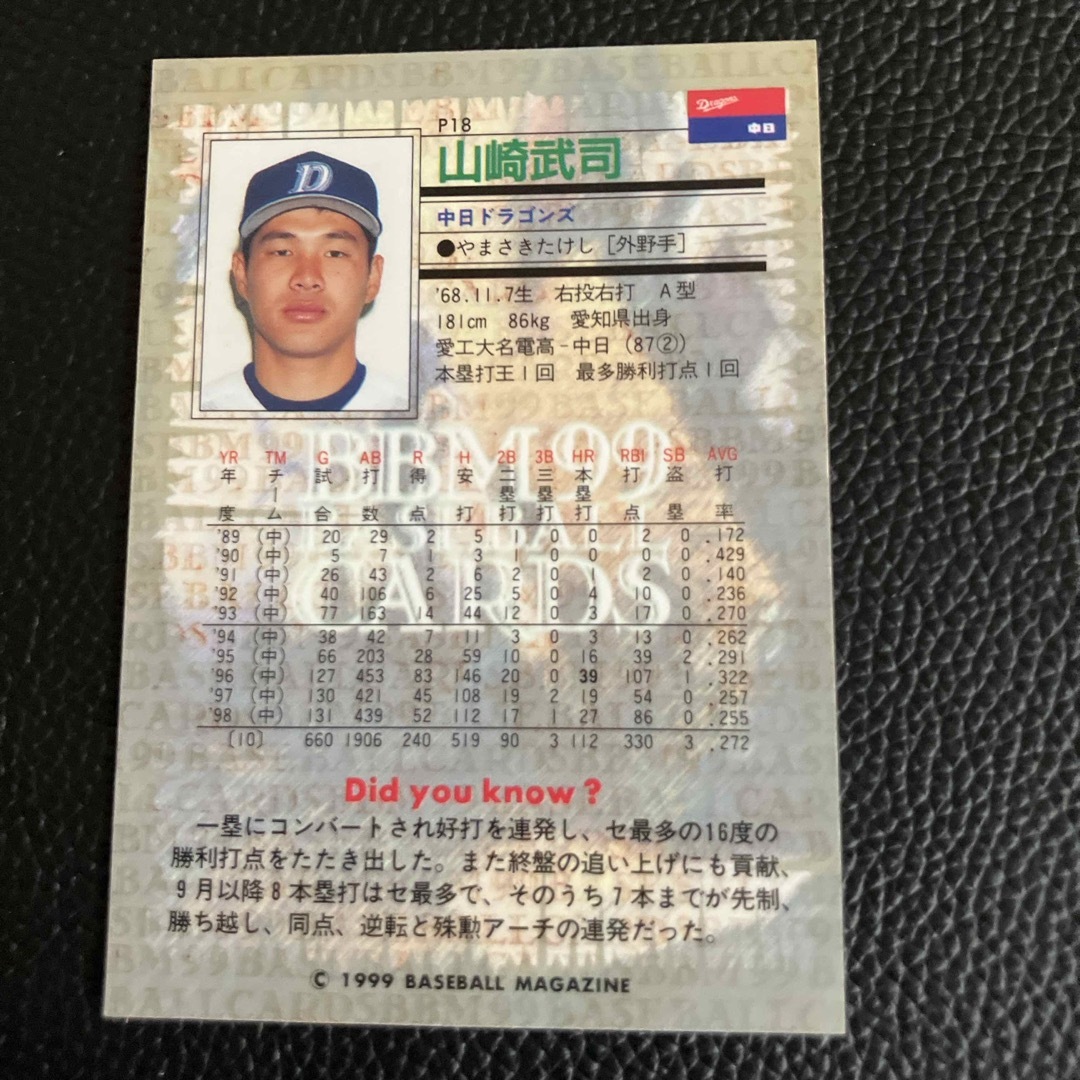 P18
Dragons
中日
山崎武司
中日ドラゴンズ
●やまさきたけし［外野手］
'68.11.7生 右投右打 A型
181cm 86kg 愛知県出身
愛工大名電高－中日（87②）
本塁打王1回 最多勝利打点1回
YR TM G AB R H 2B 3B HR RBI SB AVG
年度 チーム 試合 打数 得点 安打 二塁打 三塁打 本塁打 打点 盗塁 打率
'89 (中) 20 29 2 5 1 0 0 2 0 .172
'90 (中) 5 7 1 3 1 0 0 0 0 .429
'91 (中) 26 43 2 6 2 0 1 2 0 .140
'92 (中) 40 106 6 25 5 0 4 10 0 .236
'93 (中) 77 163 14 44 12 0 3 17 0 .270
'94 (中) 38 42 7 11 3 0 3 13 0 .262
'95 (中) 66 203 28 59 10 0 16 39 2 .291
'96 (中) 127 453 83 146 20 0 39 107 1 .322
'97 (中) 130 421 45 108 19 2 19 54 0 .257
'98 (中) 131 439 52 112 17 1 27 86 0 .255
〔10〕 660 1906 240 519 90 3 112 330 3 .272
BBM99
BASEBALL
CARDS
Did you know?
一塁にコンバートされ好打を連発し、セ最多の16度の
勝利打点をたたき出した。また終盤の追い上げにも貢献、
9月以降8本塁打はセ最多で、そのうち7本までが先制、
勝ち越し、同点、逆転と殊勲アーチの連発だった。
© 1999 BASEBALL MAGAZINE